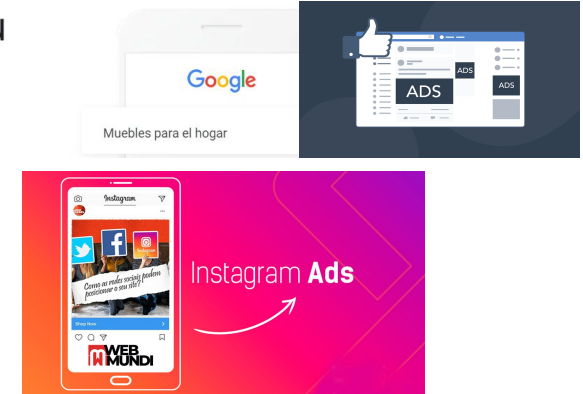 Google
Muebles para el hogar
ADS
ADS
ADS
Instagram
Como as redes sociais podem
posicionar o seu site?
Shop Now
WEB
MUNDI
Instagram Ads